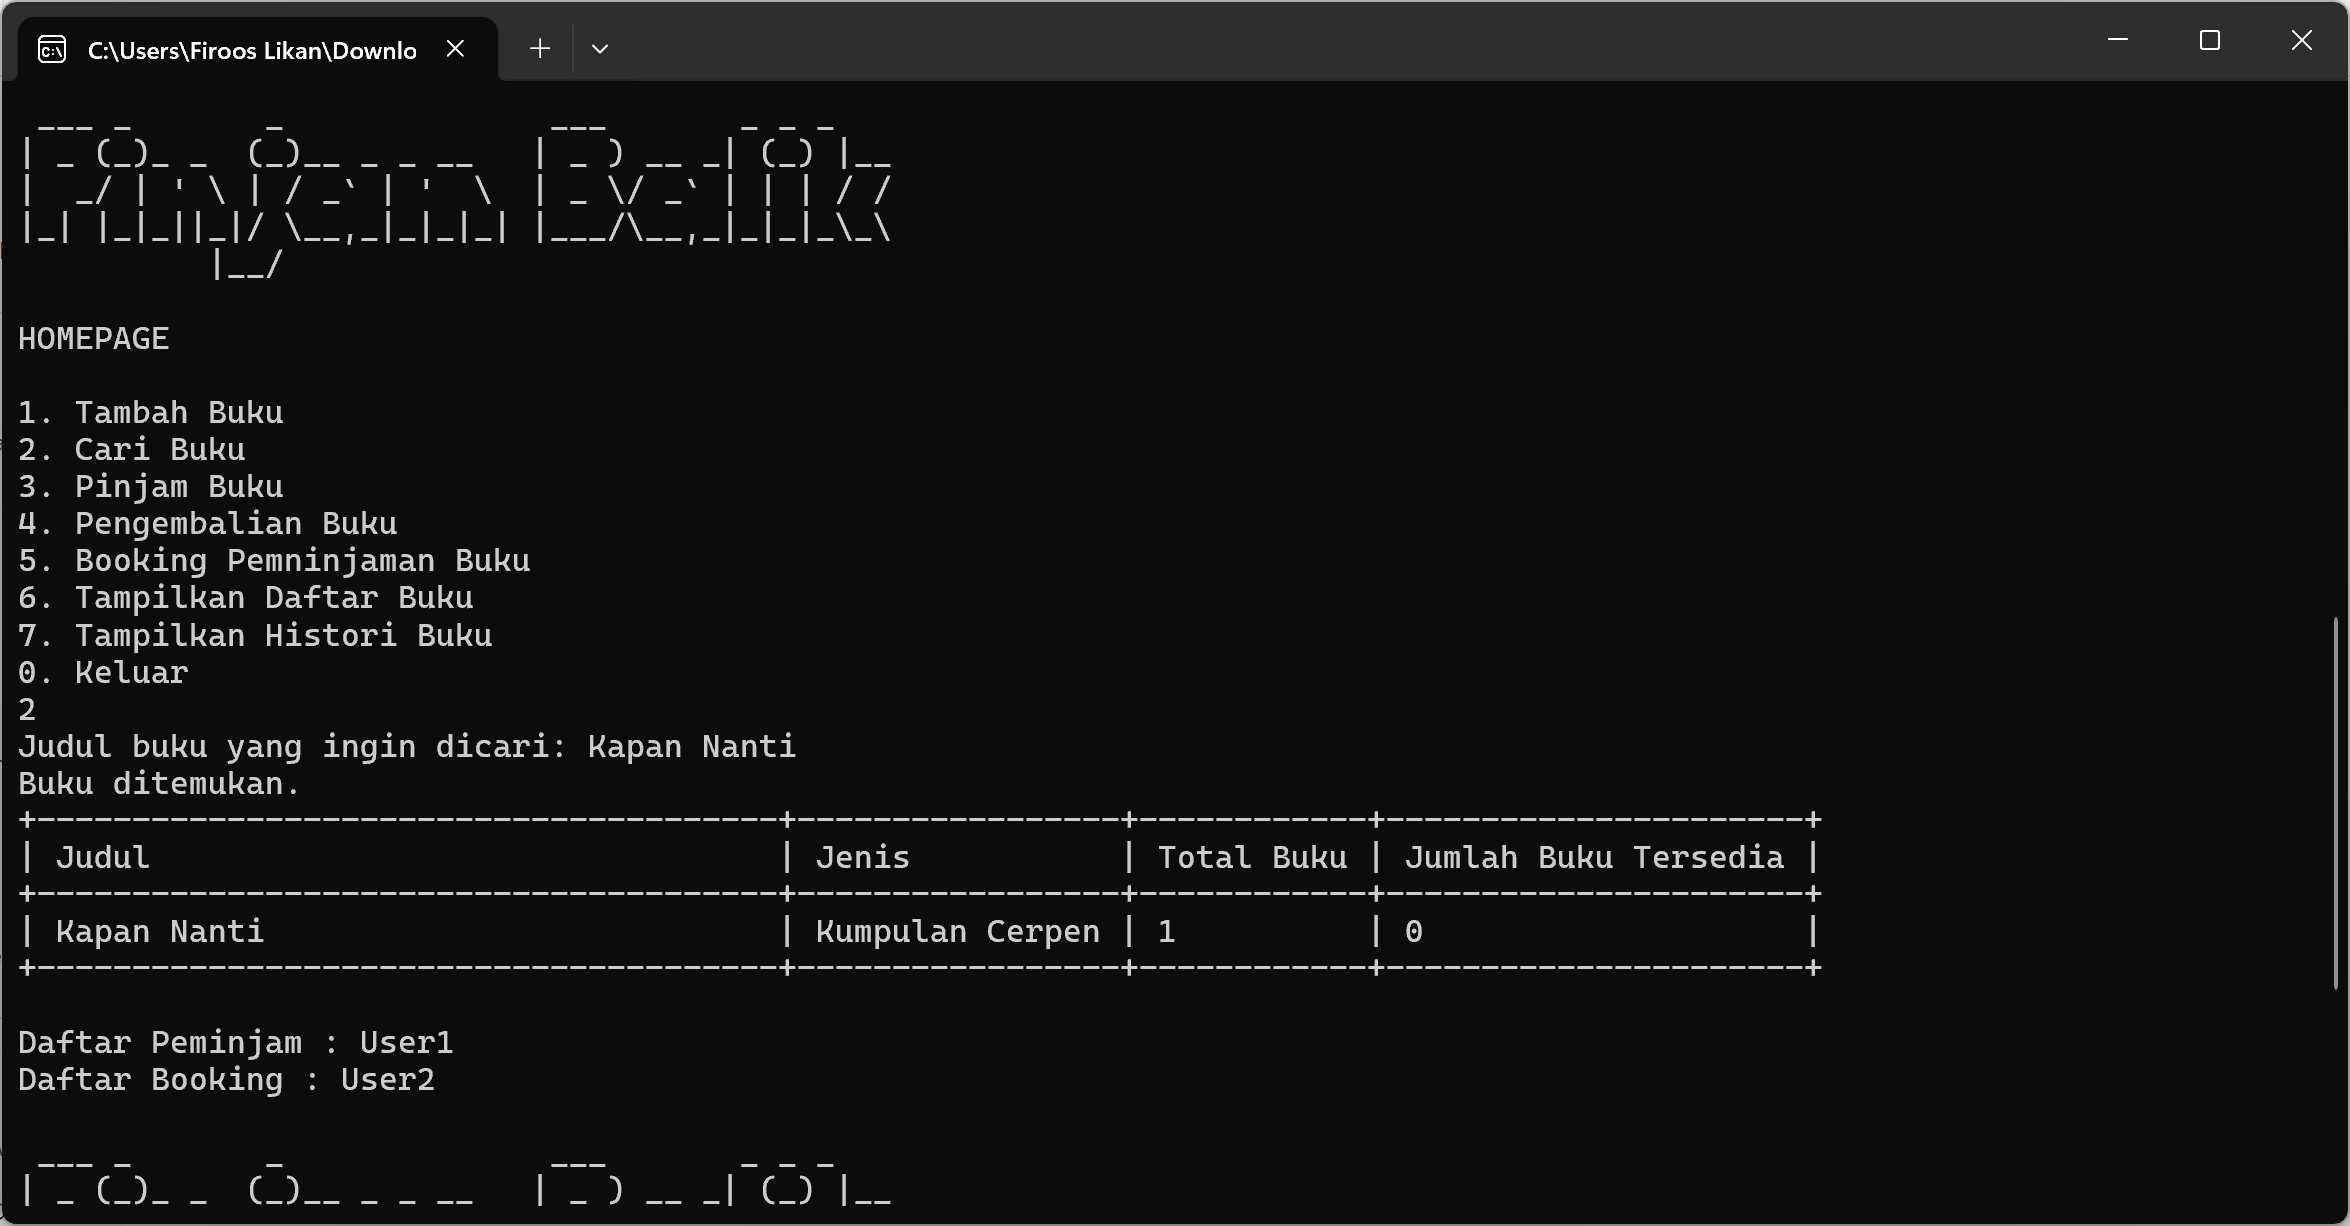 C:\Users\Firoos Likan\Downlo
 ___ _       _              ___       _ _ _
| _ (_)_ _  (_)__ _ _ __   | _ ) __ _| (_) |__
|  _/ | ' \ | / _` | '  \  | _ \/ _` | | | / /
|_| |_|_||_|/ \__,_|_|_|_| |___/\__,_|_|_|_\_\
          |__/
HOMEPAGE
1. Tambah Buku
2. Cari Buku
3. Pinjam Buku
4. Pengembalian Buku
5. Booking Pemninjaman Buku
6. Tampilkan Daftar Buku
7. Tampilkan Histori Buku
0. Keluar
2
Judul buku yang ingin dicari: Kapan Nanti
Buku ditemukan.
+---------------------------------------+-----------------+------------+----------------------+
| Judul | Jenis | Total Buku | Jumlah Buku Tersedia |
+---------------------------------------+-----------------+------------+----------------------+
| Kapan Nanti | Kumpulan Cerpen | 1 | 0 |
+---------------------------------------+-----------------+------------+----------------------+
Daftar Peminjam : User1
Daftar Booking : User2
 ___ _       _              ___       _ _ _
| _ (_)_ _  (_)__ _ _ __   | _ ) __ _| (_) |__